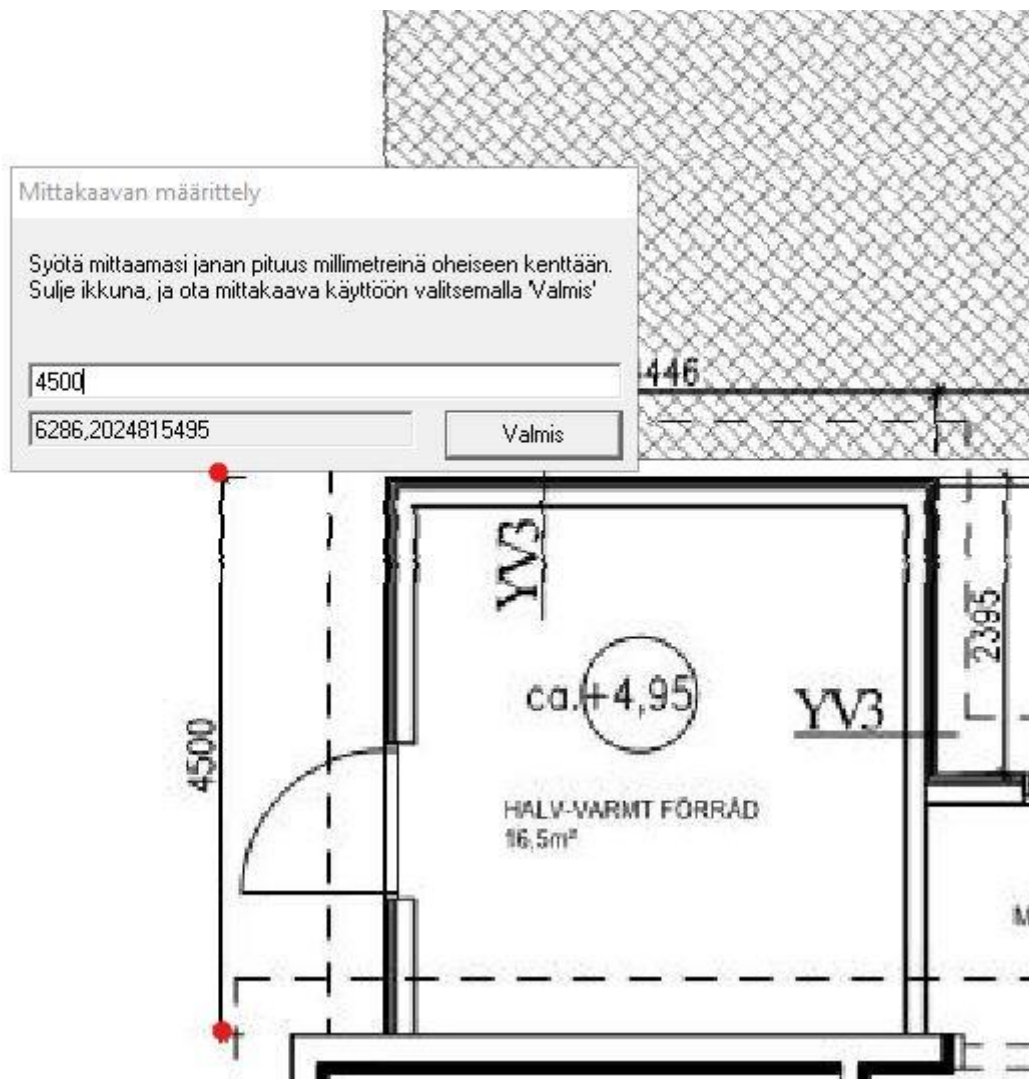 Mittakaavan määrittely
Syötä mittaamasi janan pituus millimetreinä oheiseen kenttään.
Sulje ikkuna, ja ota mittakaava käyttöön valitsemalla 'Valmis'
4500
6286,2024815495
Valmis
446
YV3
2395
ca.+4,95
YV3
4500
HALV-VARMT FÖRRÅD
16,5m²
M